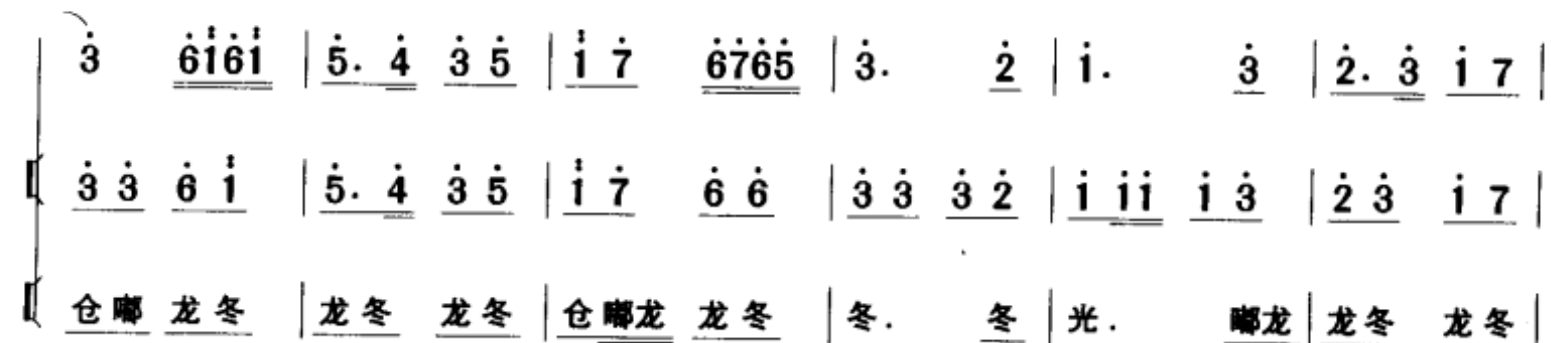 3 6161 | 5. 4 3 5 | 1 7 6765 | 3. 2 | 1. 3 | 2. 3 1 7 |
3 3 6 1 | 5. 4 3 5 | 1 7 6 6 | 3 3 3 2 | 1 11 1 3 | 2 3 1 7 |
仓 嘟 龙 冬 | 龙 冬 龙 冬 | 仓 嘟龙 龙 冬 | 冬. 冬 | 光. 嘟龙 | 龙 冬 龙 冬 |